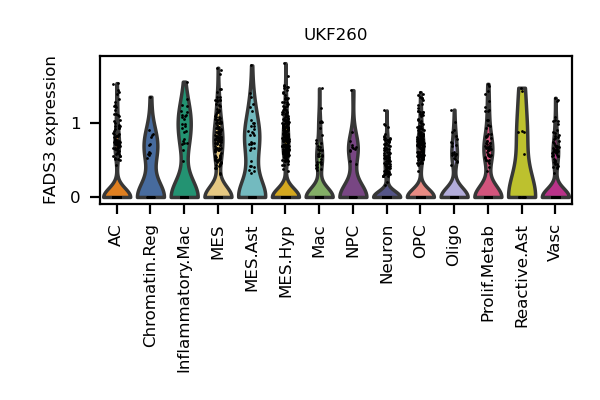 UKF260
FADS3 expression
1
0
AC
Chromatin.Reg
Inflammatory.Mac
MES
MES.Ast
MES.Hyp
Mac
NPC
Neuron
OPC
Oligo
Prolif.Metab
Reactive.Ast
Vasc